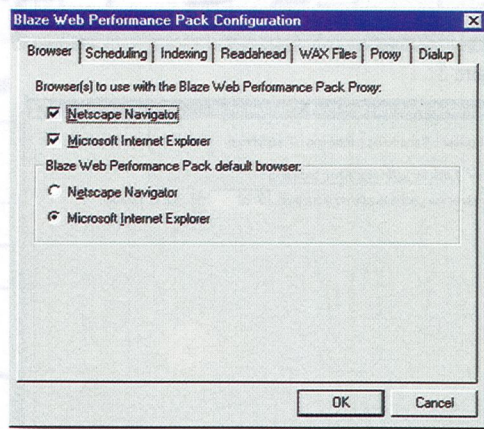 Blaze Web Performance Pack Configuration
Browser Scheduling Indexing Readahead WAX Files Proxy Dialup
Browser(s) to use with the Blaze Web Performance Pack Proxy:
Netscape Navigator
Microsoft Internet Explorer
Blaze Web Performance Pack default browser:
Netscape Navigator
Microsoft Internet Explorer
OK Cancel